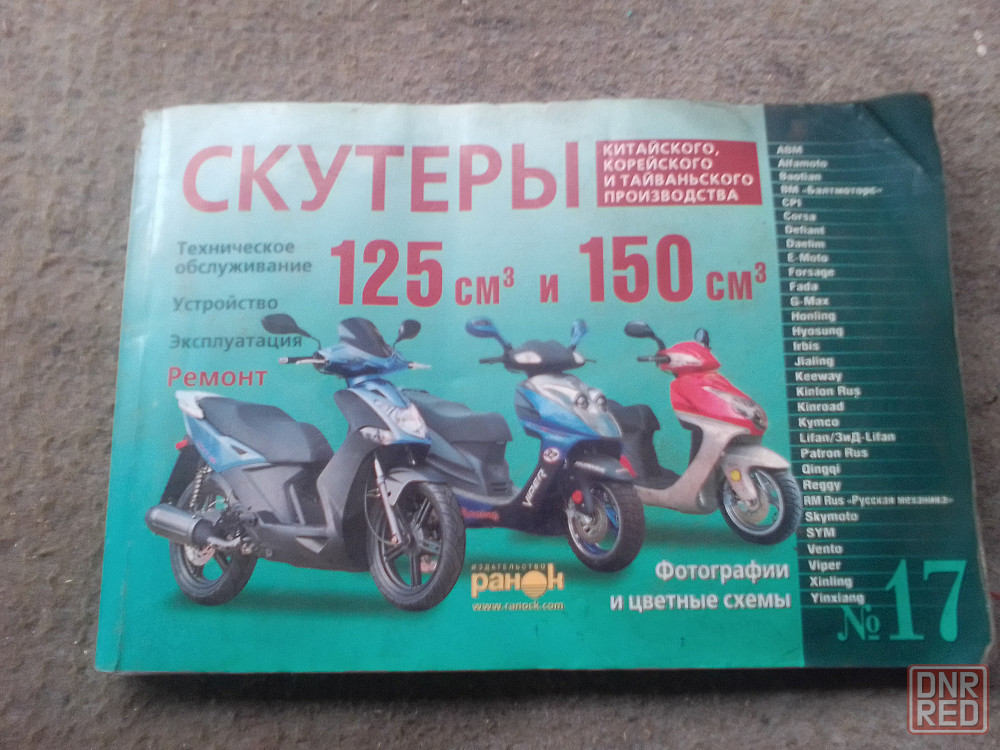 СКУТЕРЫ
КИТАЙСКОГО,
КОРЕЙСКОГО
И ТАЙВАНЬСКОГО
ПРОИЗВОДСТВА
Техническое
обслуживание
125 см³ и 150 см³
Устройство
Эксплуатация
Ремонт
VIPER
ИЗДАТЕЛЬСТВО
РАНОК
www.ranock.com
Фотографии
и цветные схемы
ABM
Alfamoto
Baotian
BM «Балтмоторс»
CPI
Corsa
Defiant
Daelim
E-Moto
Forsage
Fada
G-Max
Honling
Hyosung
Irbis
Jialing
Keeway
Kinlon Rus
Kinroad
Kymco
Lifan/ЗиД-Lifan
Patron Rus
Qingqi
Reggy
RM Rus «Русская механика»
Skymoto
SYM
Vento
Viper
Xinling
Yinxiang
№17
DNR
RED